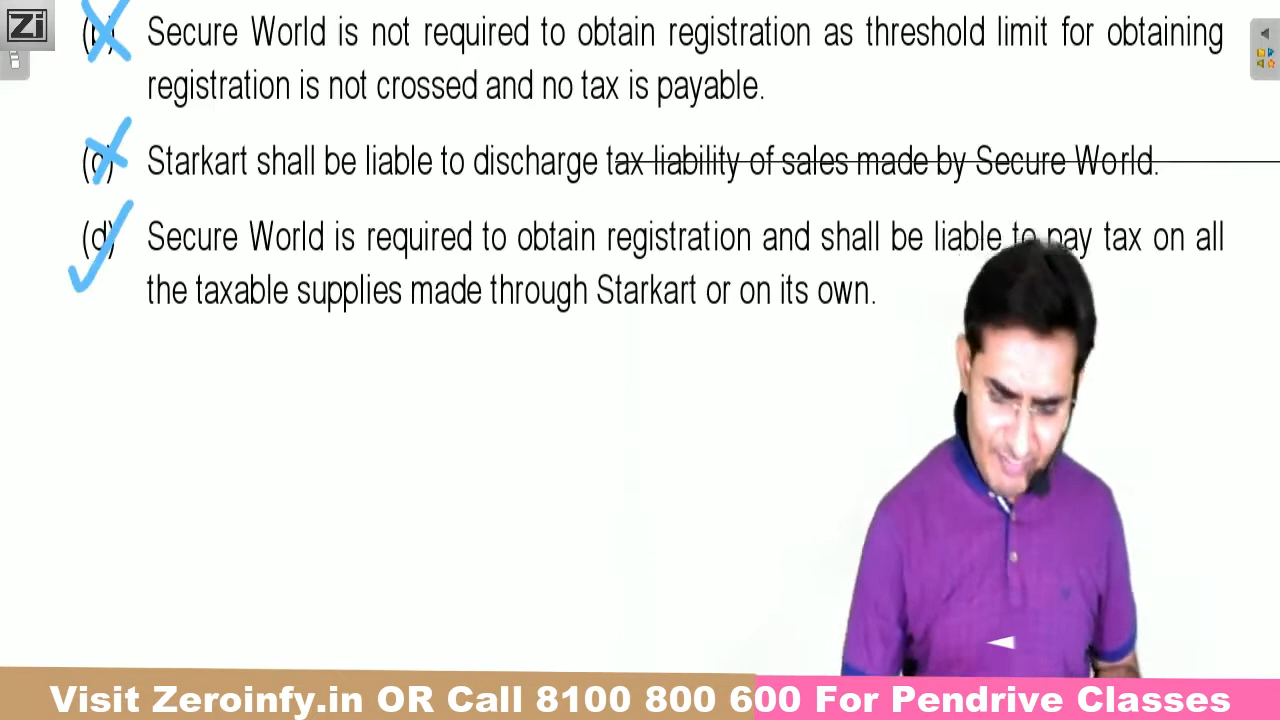 Zi
(b) Secure World is not required to obtain registration as threshold limit for obtaining
registration is not crossed and no tax is payable.
(c) Starkart shall be liable to discharge tax liability of sales made by Secure World.
(d) Secure World is required to obtain registration and shall be liable to pay tax on all
the taxable supplies made through Starkart or on its own.
Visit Zeroinfy.in OR Call 8100 800 600 For Pendrive Classes